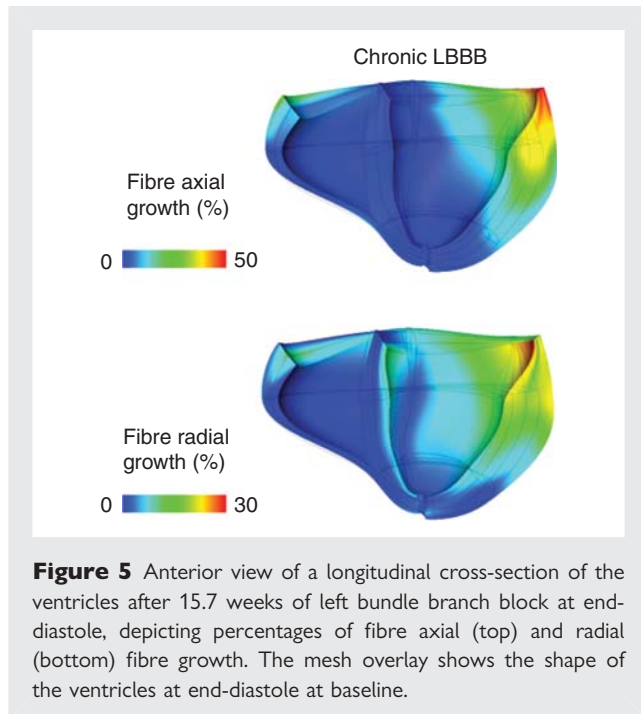 Chronic LBBB
Fibre axial
growth (%)
0 50
Fibre radial
growth (%)
0 30
Figure 5 Anterior view of a longitudinal cross-section of the
ventricles after 15.7 weeks of left bundle branch block at end-
diastole, depicting percentages of fibre axial (top) and radial
(bottom) fibre growth. The mesh overlay shows the shape of
the ventricles at end-diastole at baseline.